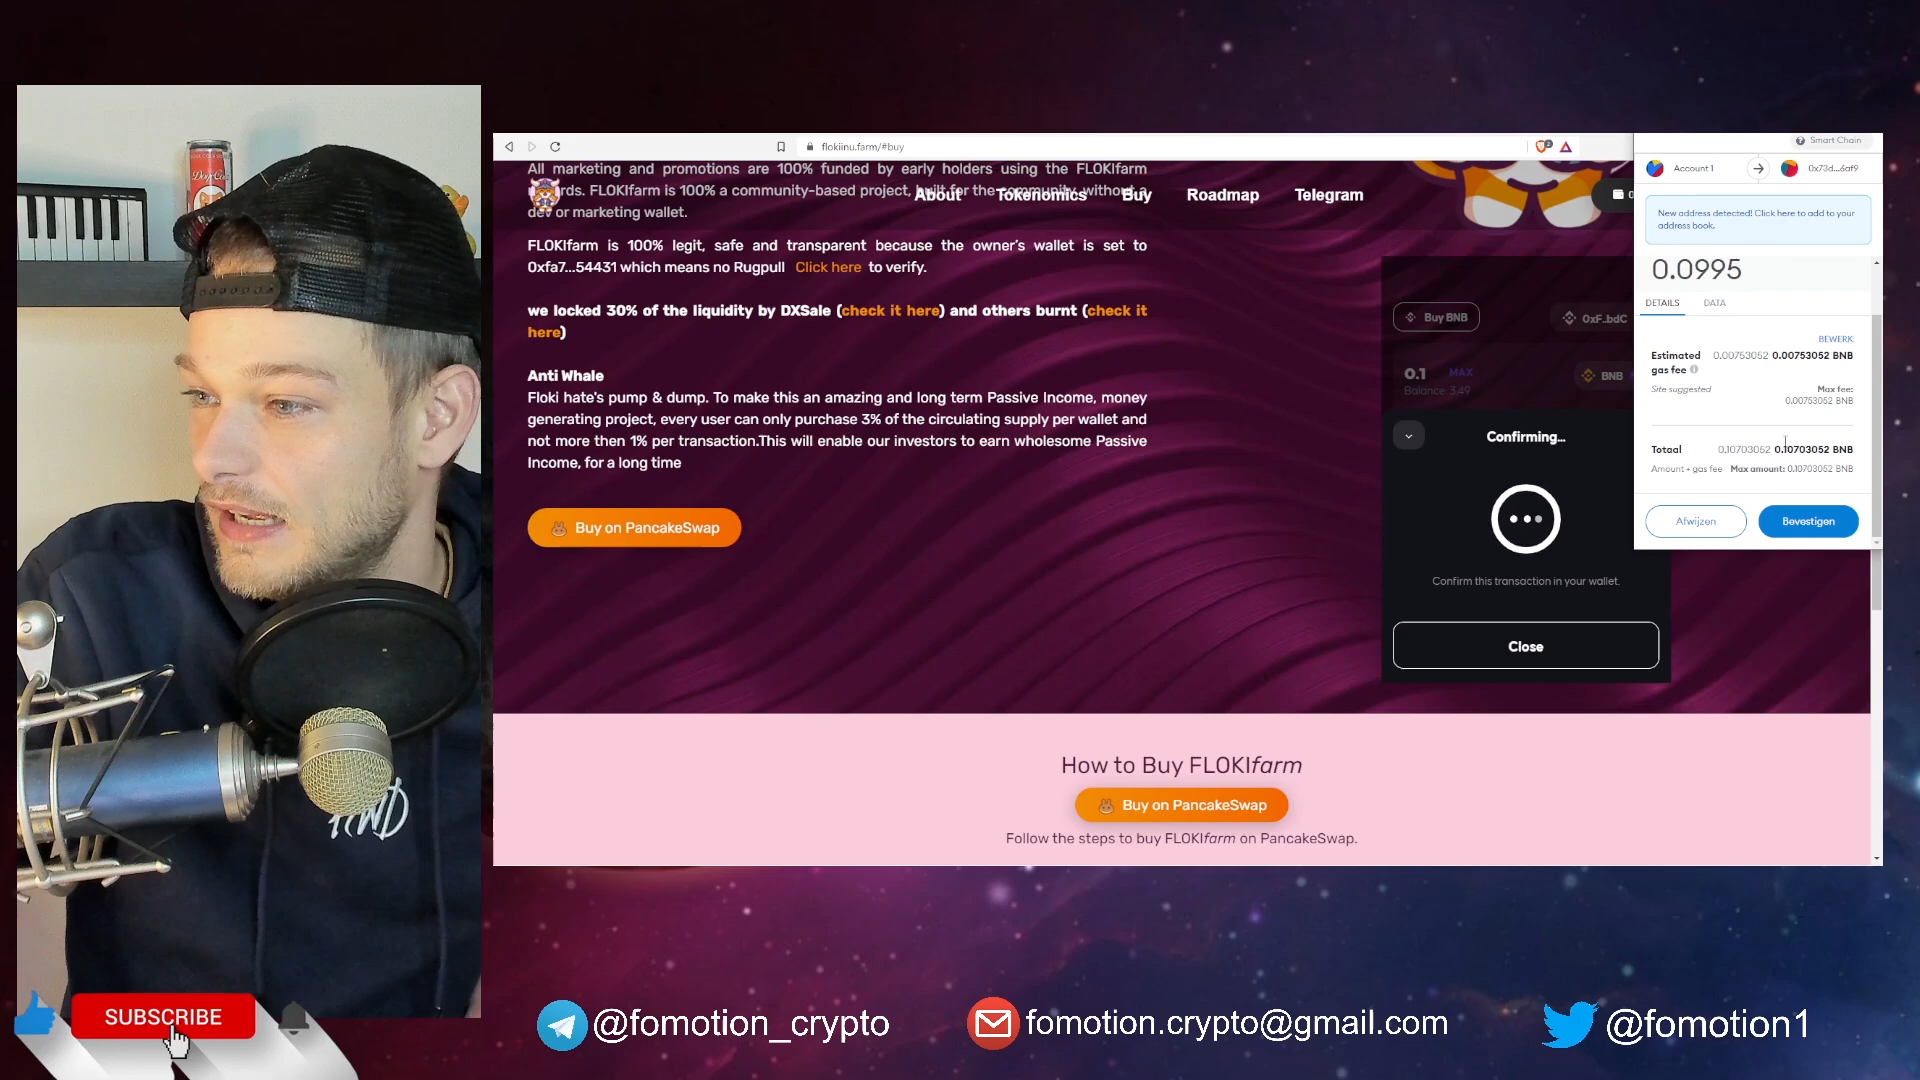 flokiinu.farm/#buy
All marketing and promotions are 100% funded by early holders using the FLOKIfarm
rds. FLOKIfarm is 100% a community-based project, built for the community, without a
dev or marketing wallet.
About Tokenomics Buy Roadmap Telegram
FLOKIfarm is 100% legit, safe and transparent because the owner's wallet is set to
0xfa7...54431 which means no Rugpull Click here to verify.
we locked 30% of the liquidity by DXSale (check it here) and others burnt (check it
here)
Anti Whale
Floki hate's pump & dump. To make this an amazing and long term Passive Income, money
generating project, every user can only purchase 3% of the circulating supply per wallet and
not more then 1% per transaction.This will enable our investors to earn wholesome Passive
Income, for a long time
Buy on PancakeSwap
Buy BNB
0xF..bdC
0.1 MAX
BNB
Balance: 3.49
Confirming...
Confirm this transaction in your wallet.
Close
Smart Chain
Account 1
0x73d...6af9
New address detected! Click here to add to your
address book.
0.0995
DETAILS DATA
BEWERK
Estimated
gas fee
0.00753052 0.00753052 BNB
Site suggested
Max fee:
0.00753052 BNB
Totaal 0.10703052 0.10703052 BNB
Amount + gas fee Max amount: 0.10703052 BNB
Afwijzen Bevestigen
How to Buy FLOKIfarm
Buy on PancakeSwap
Follow the steps to buy FLOKIfarm on PancakeSwap.
SUBSCRIBE
@fomotion_crypto
fomotion.crypto@gmail.com
@fomotion1